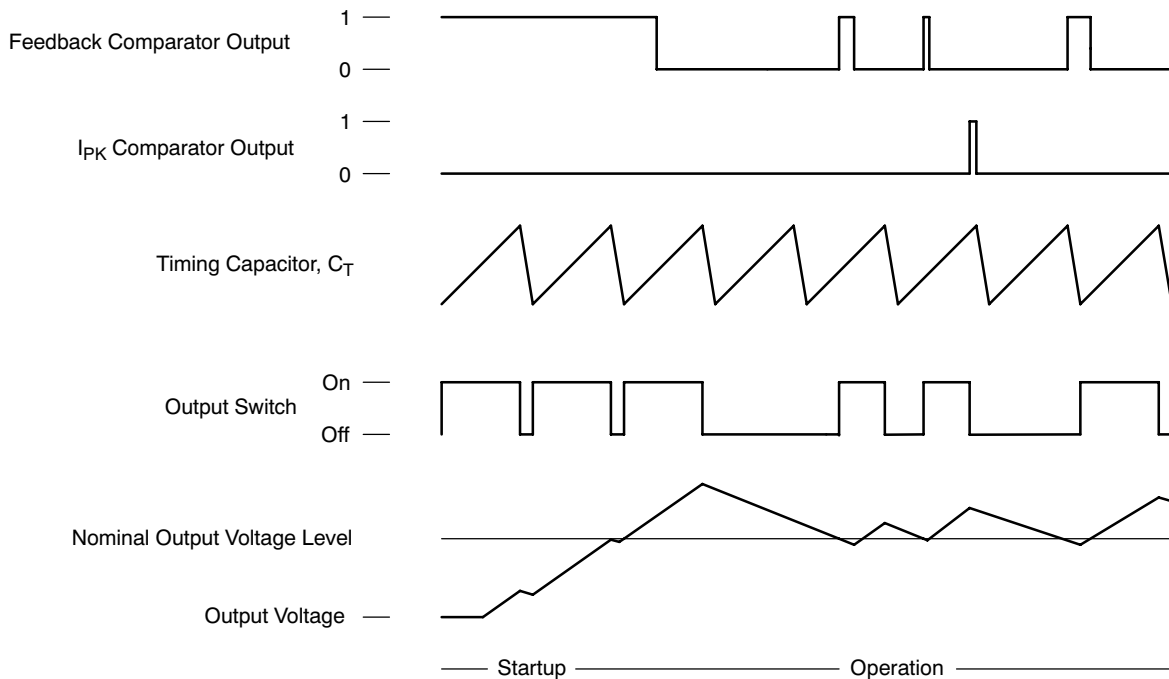 1
Feedback Comparator Output
0
1
IPK Comparator Output
0
Timing Capacitor, CT
On
Output Switch
Off
Nominal Output Voltage Level
Output Voltage
Startup Operation